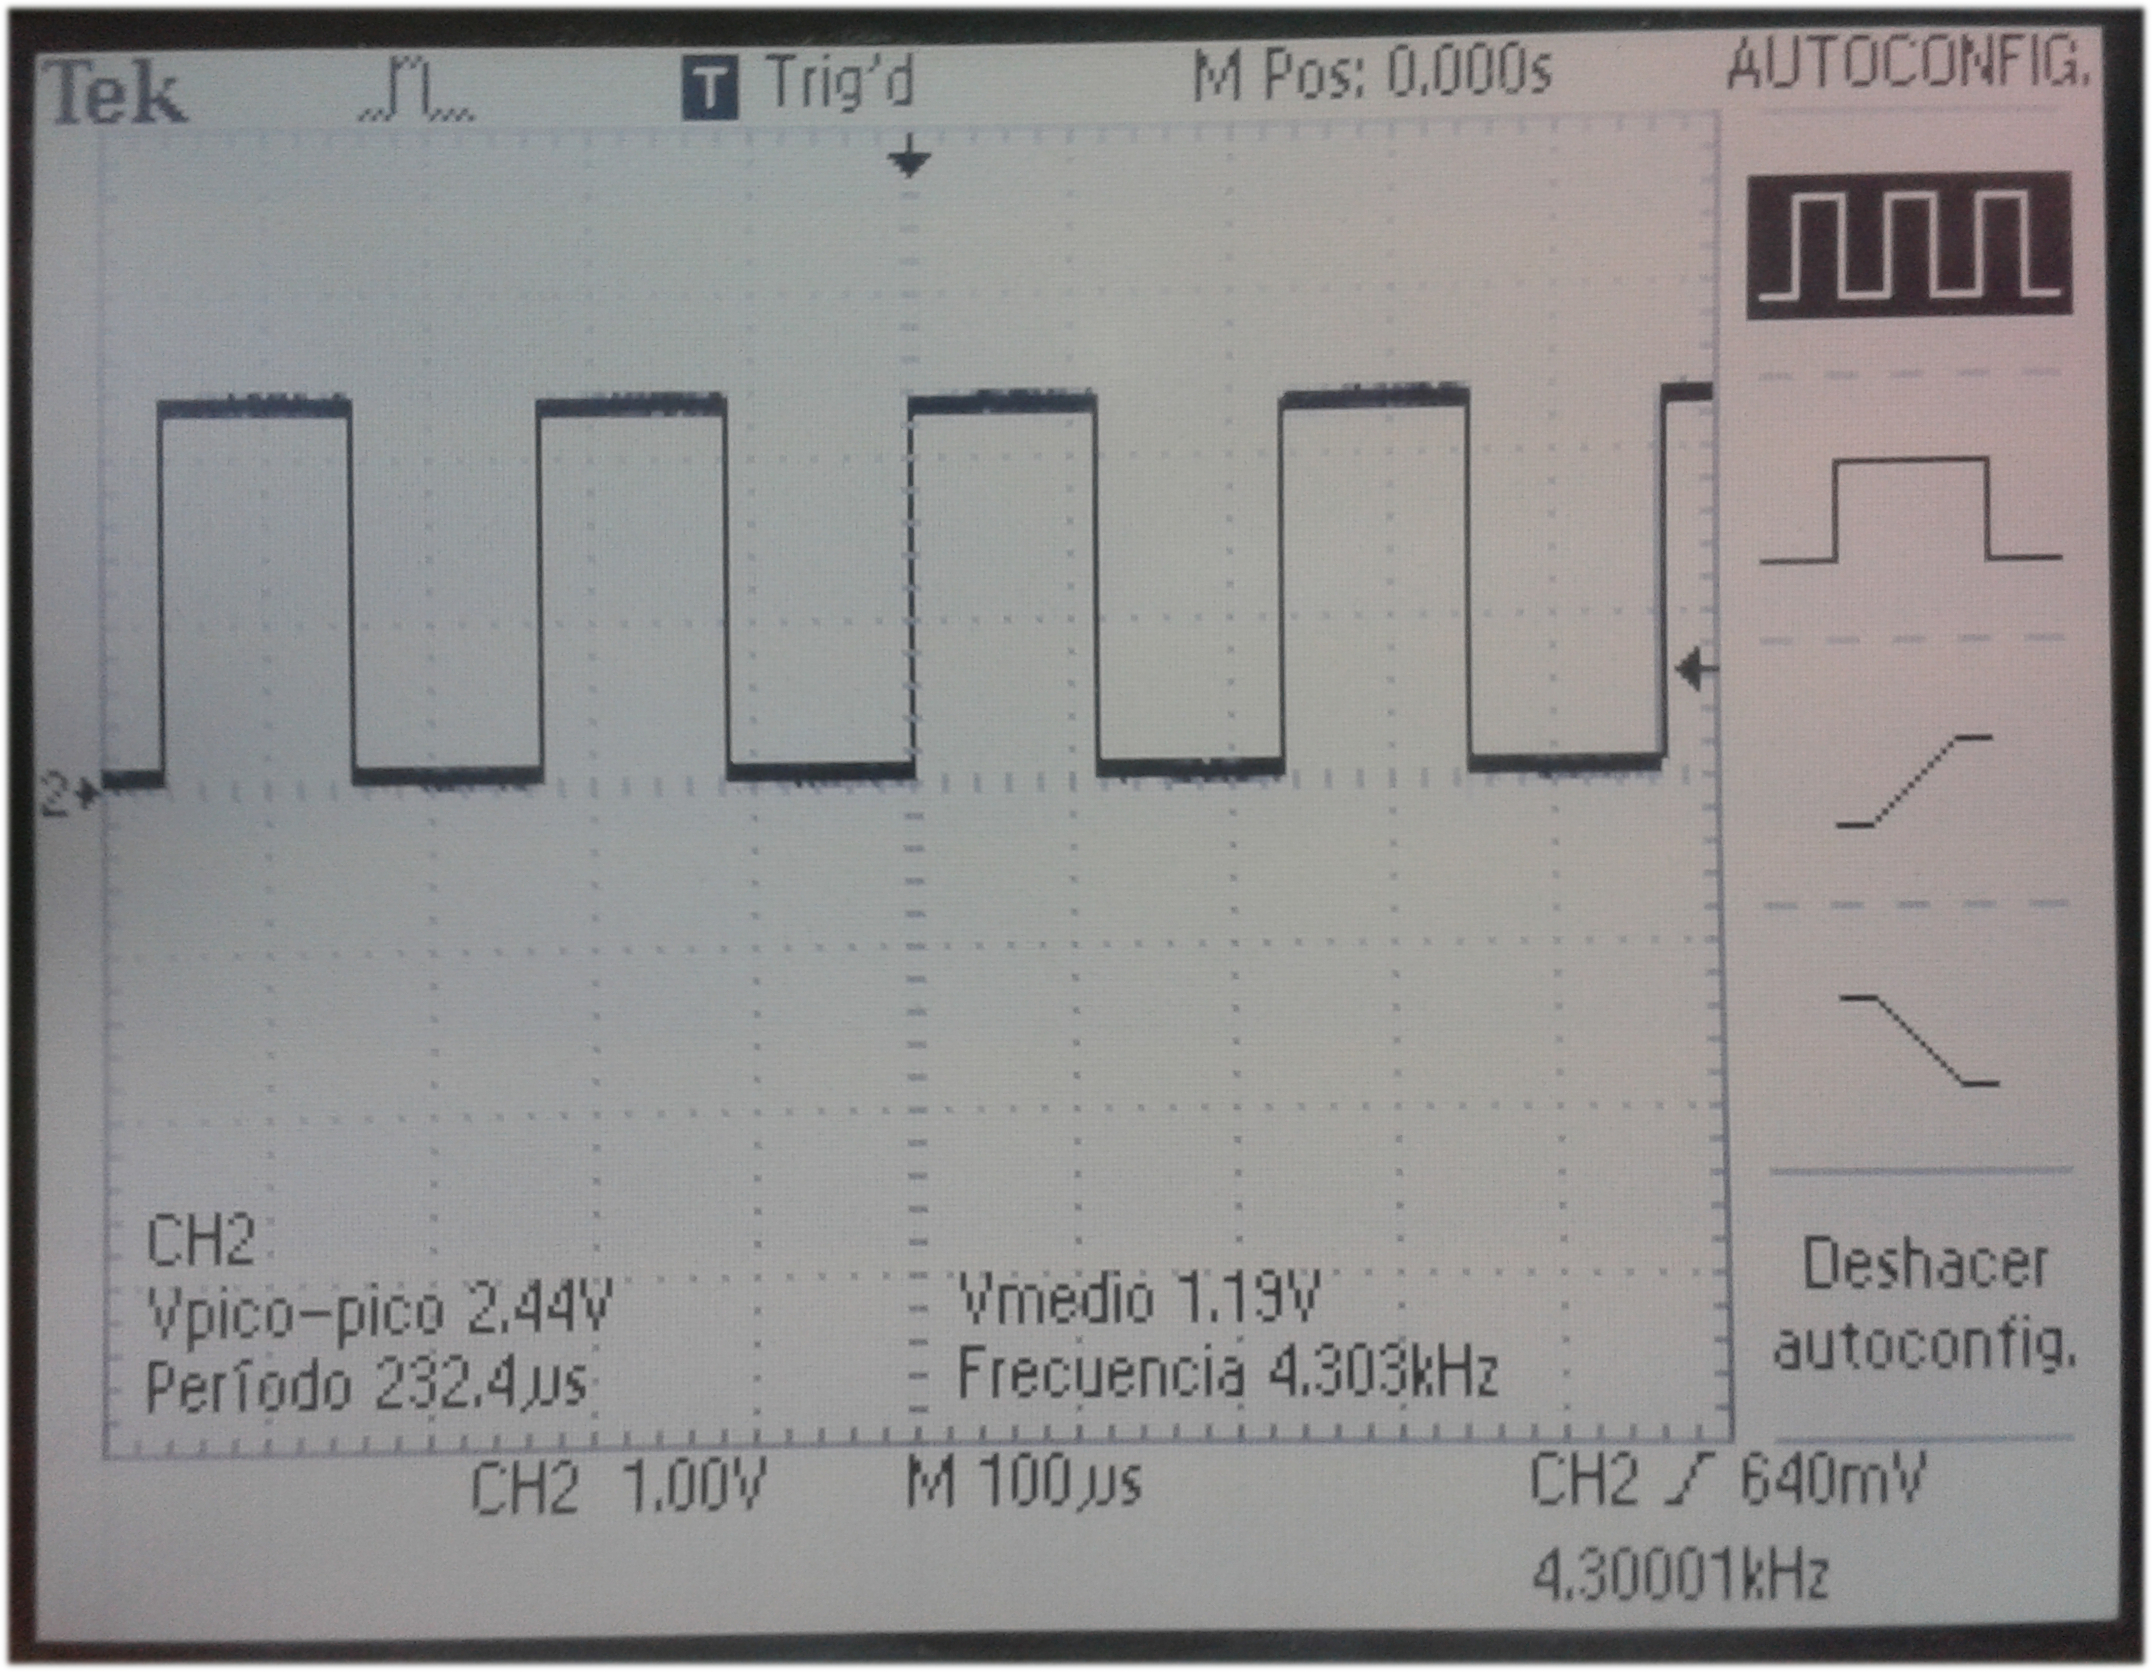 Tek T Trig'd M Pos: 0.000s AUTOCONFIG.
2
CH2
Vpico-pico 2.44V Vmedio 1.19V
Período 232.4µs Frecuencia 4.303kHz
Deshacer
autoconfig.
CH2 1.00V M 100µs CH2 640mV
4.30001kHz